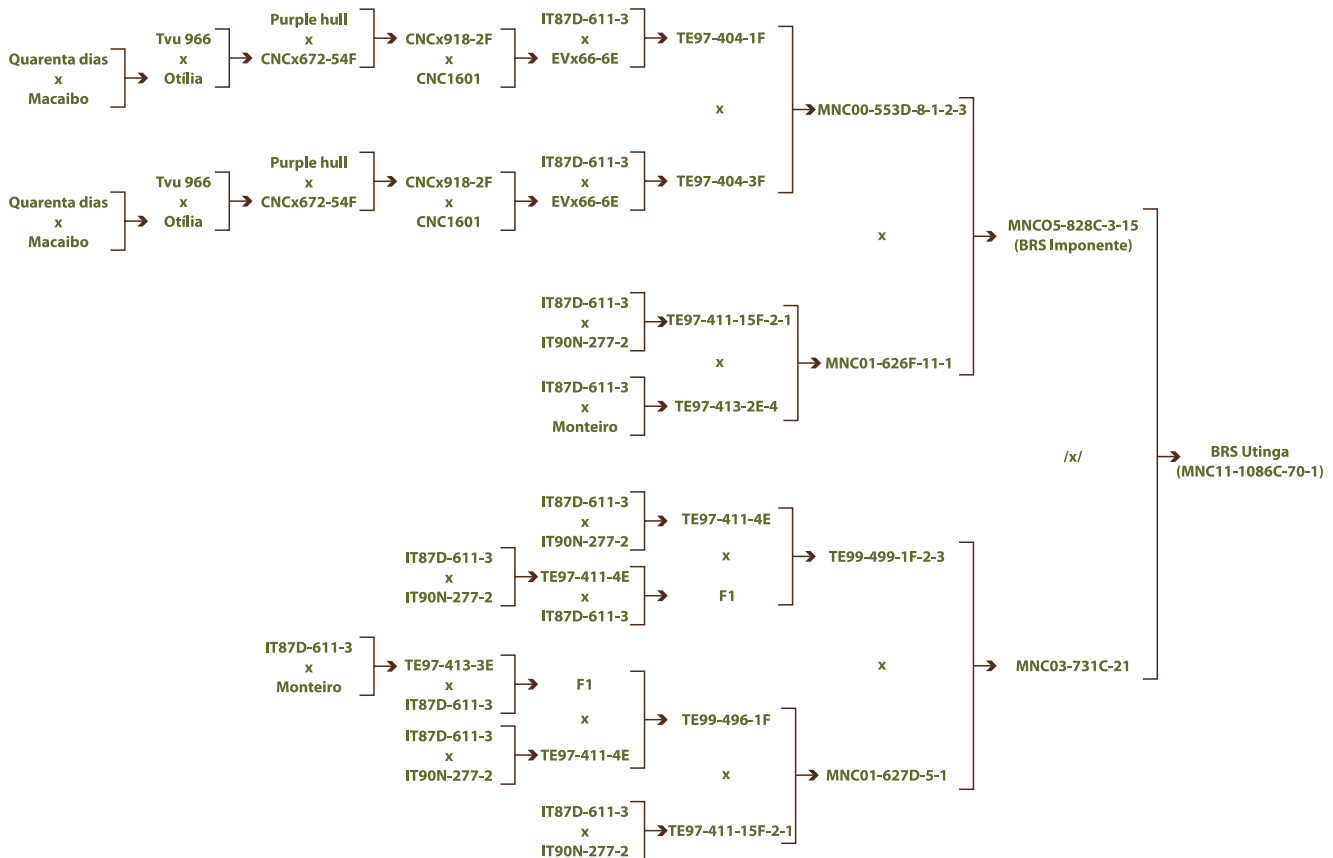 Quarenta dias
x
Macaibo
Tvu 966
x
Otília
Purple hull
x
CNCx672-54F
CNCx918-2F
x
CNC1601
IT87D-611-3
x
EVx66-6E
TE97-404-1F
x
MNC00-553D-8-1-2-3
Quarenta dias
x
Macaibo
Tvu 966
x
Otília
Purple hull
x
CNCx672-54F
CNCx918-2F
x
CNC1601
IT87D-611-3
x
EVx66-6E
TE97-404-3F
x
MNCO5-828C-3-15
(BRS Imponente)
IT87D-611-3
x
IT90N-277-2
TE97-411-15F-2-1
x
MNC01-626F-11-1
IT87D-611-3
x
Monteiro
TE97-413-2E-4
/x/
BRS Utinga
(MNC11-1086C-70-1)
IT87D-611-3
x
IT90N-277-2
TE97-411-4E
x
TE99-499-1F-2-3
IT87D-611-3
x
IT90N-277-2
TE97-411-4E
x
IT87D-611-3
F1
x
MNC03-731C-21
IT87D-611-3
x
Monteiro
TE97-413-3E
x
IT87D-611-3
F1
x
TE99-496-1F
IT87D-611-3
x
IT90N-277-2
TE97-411-4E
x
MNC01-627D-5-1
IT87D-611-3
x
IT90N-277-2
TE97-411-15F-2-1